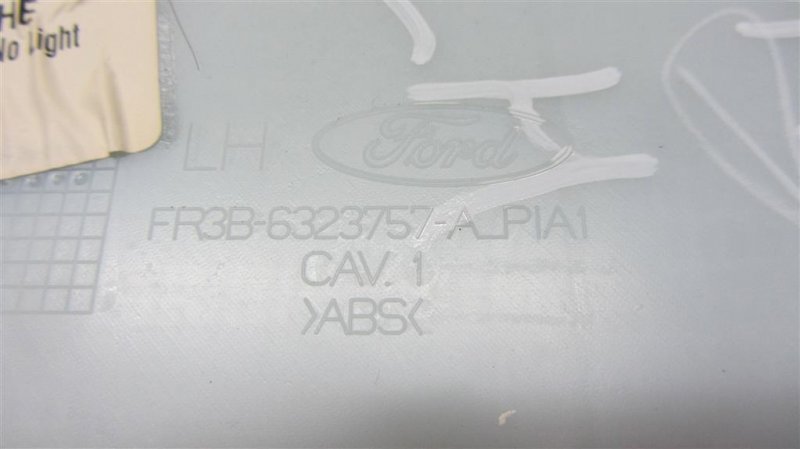 HE
No Light
LH Ford
FR3B-6323757-A_PIA1
CAV. 1
>ABS<